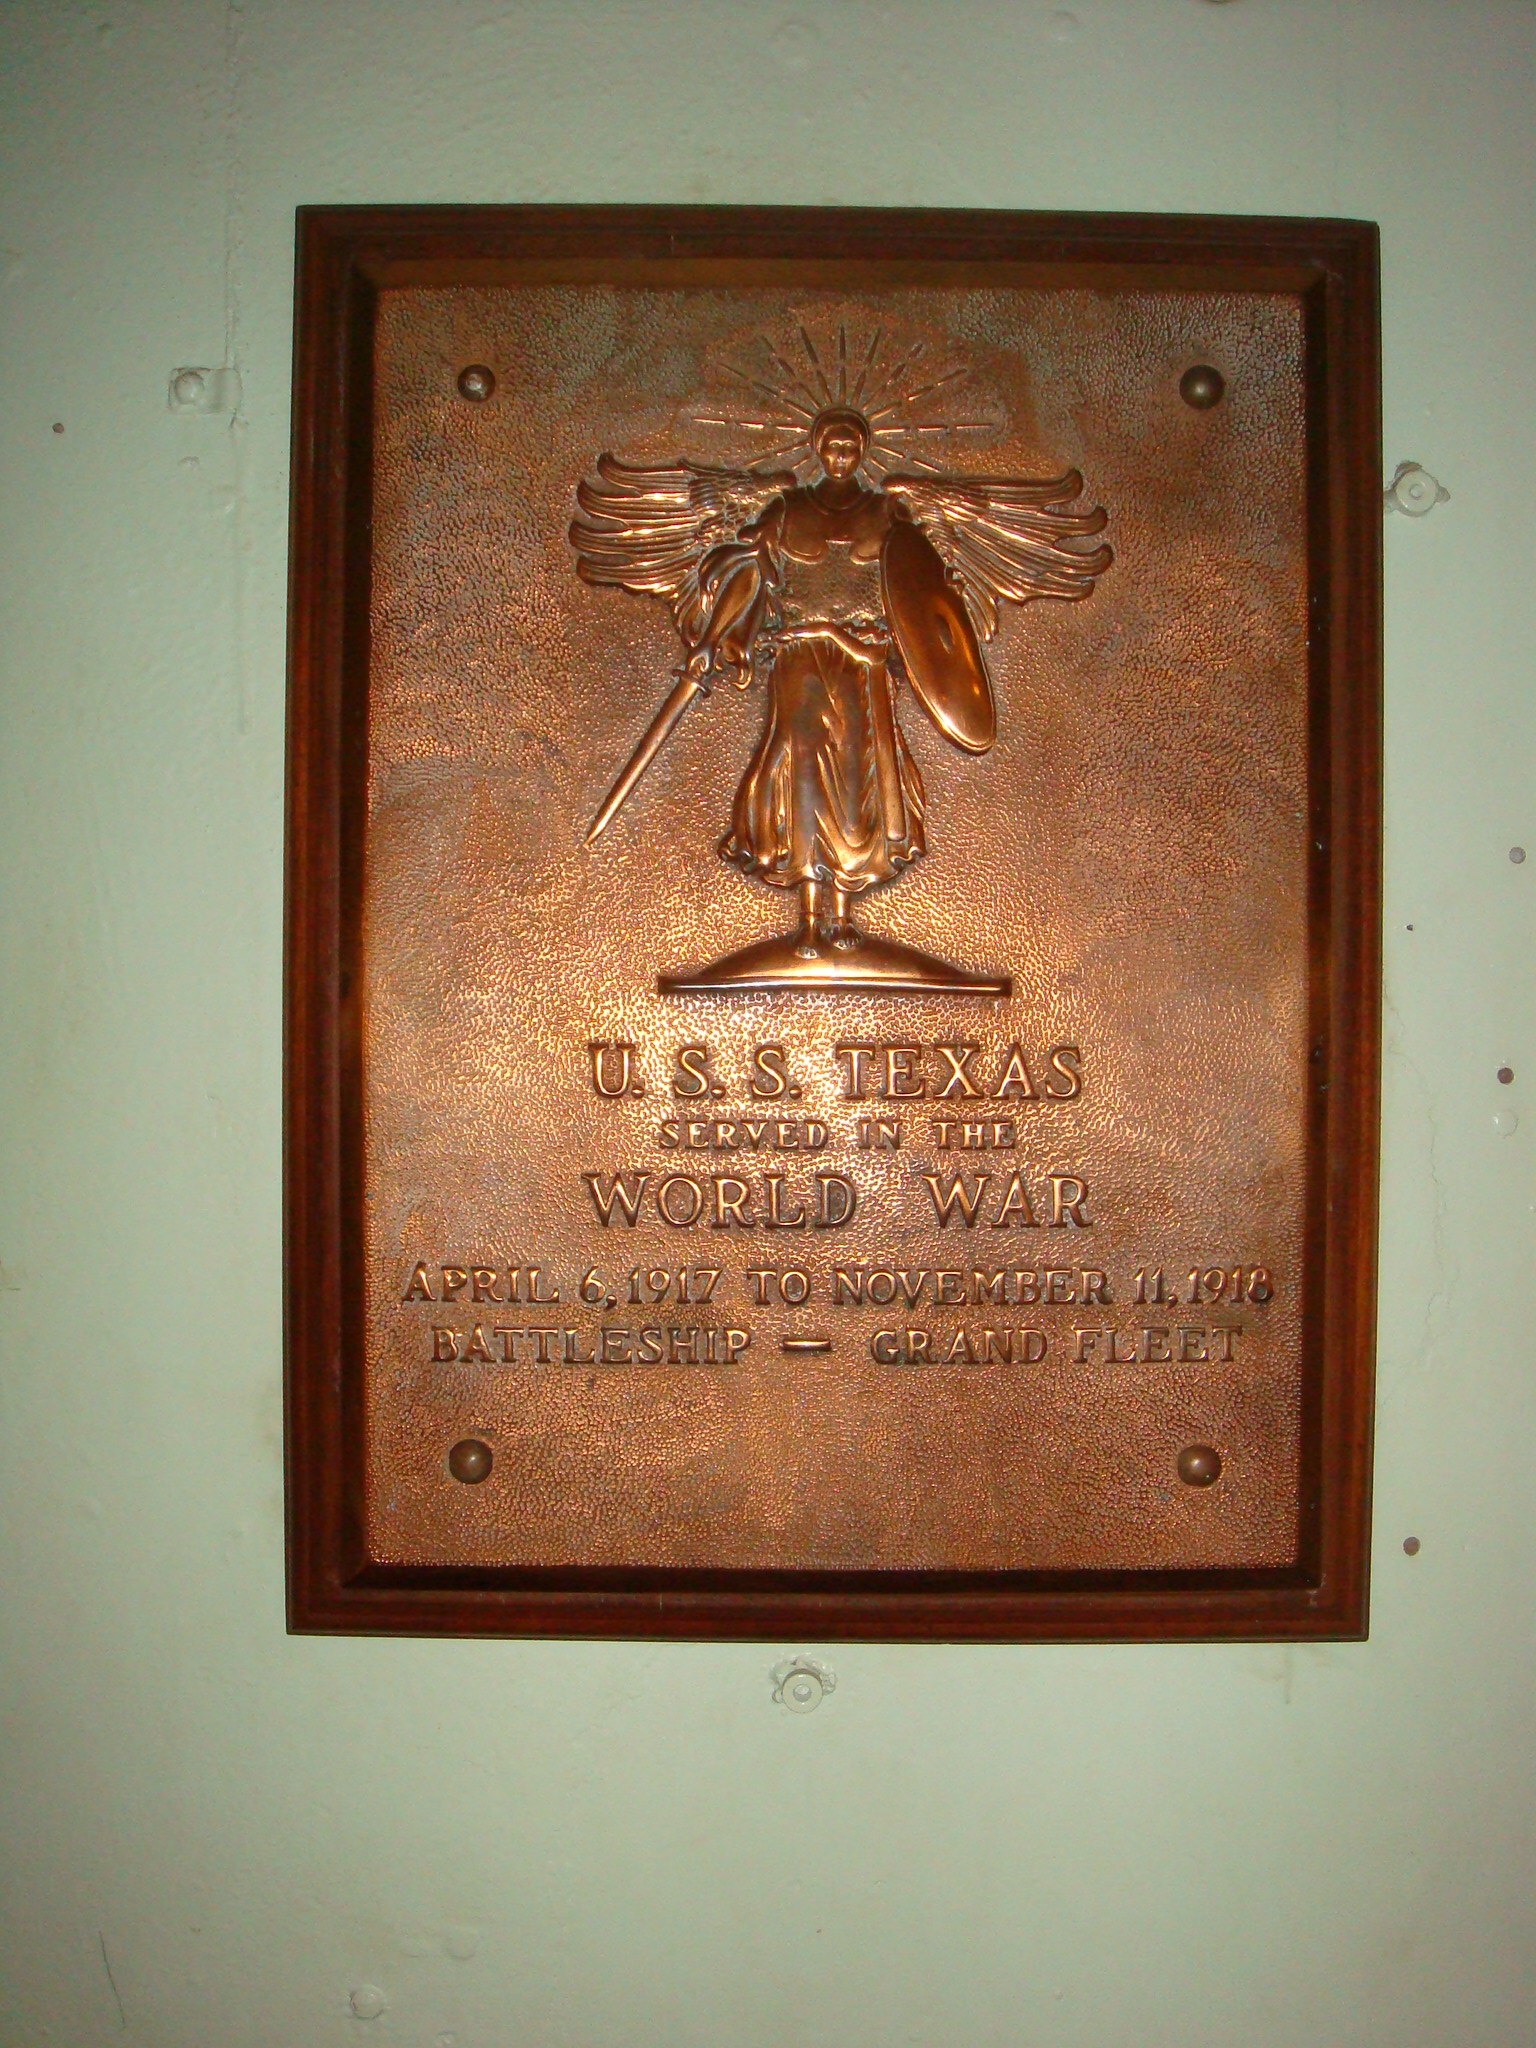 U. S. S. TEXAS
SERVED IN THE
WORLD WAR
APRIL 6, 1917 TO NOVEMBER 11, 1918
BATTLESHIP — GRAND FLEET